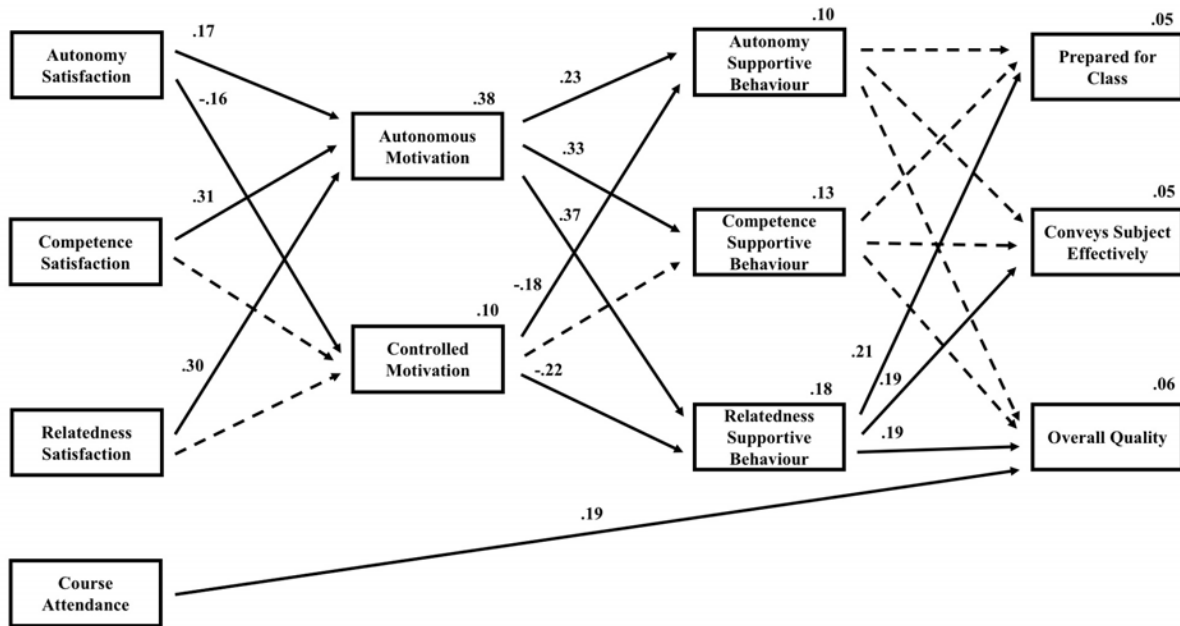 .17
Autonomy
Satisfaction
-.16
.31
Competence
Satisfaction
.30
Relatedness
Satisfaction
Course
Attendance
.38
Autonomous
Motivation
.10
Controlled
Motivation
.23
.33
.37
-.18
-.22
.10
Autonomy
Supportive
Behaviour
.13
Competence
Supportive
Behaviour
.18
Relatedness
Supportive
Behaviour
.21
.19
.19
.19
.05
Prepared for
Class
.05
Conveys Subject
Effectively
.06
Overall Quality